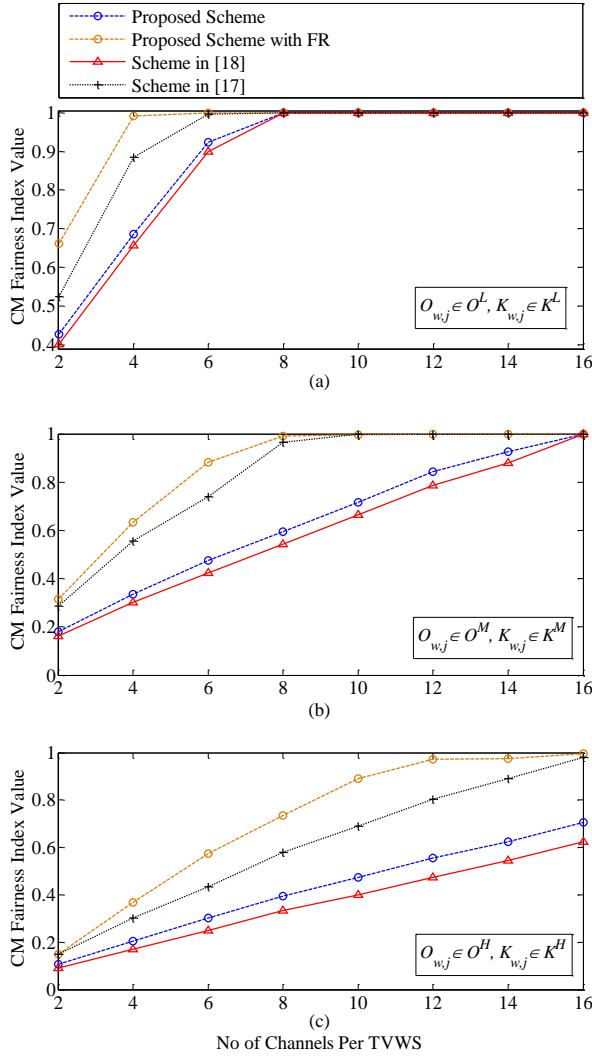 Proposed Scheme
Proposed Scheme with FR
Scheme in [18]
Scheme in [17]
CM Fairness Index Value
1
0.9
0.8
0.7
0.6
0.5
0.4
O_{w,j} ∈ O^L, K_{w,j} ∈ K^L
2 4 6 8 10 12 14 16
(a)
CM Fairness Index Value
1
0.8
0.6
0.4
0.2
0
O_{w,j} ∈ O^M, K_{w,j} ∈ K^M
2 4 6 8 10 12 14 16
(b)
CM Fairness Index Value
1
0.8
0.6
0.4
0.2
0
O_{w,j} ∈ O^H, K_{w,j} ∈ K^H
2 4 6 8 10 12 14 16
(c)
No of Channels Per TVWS